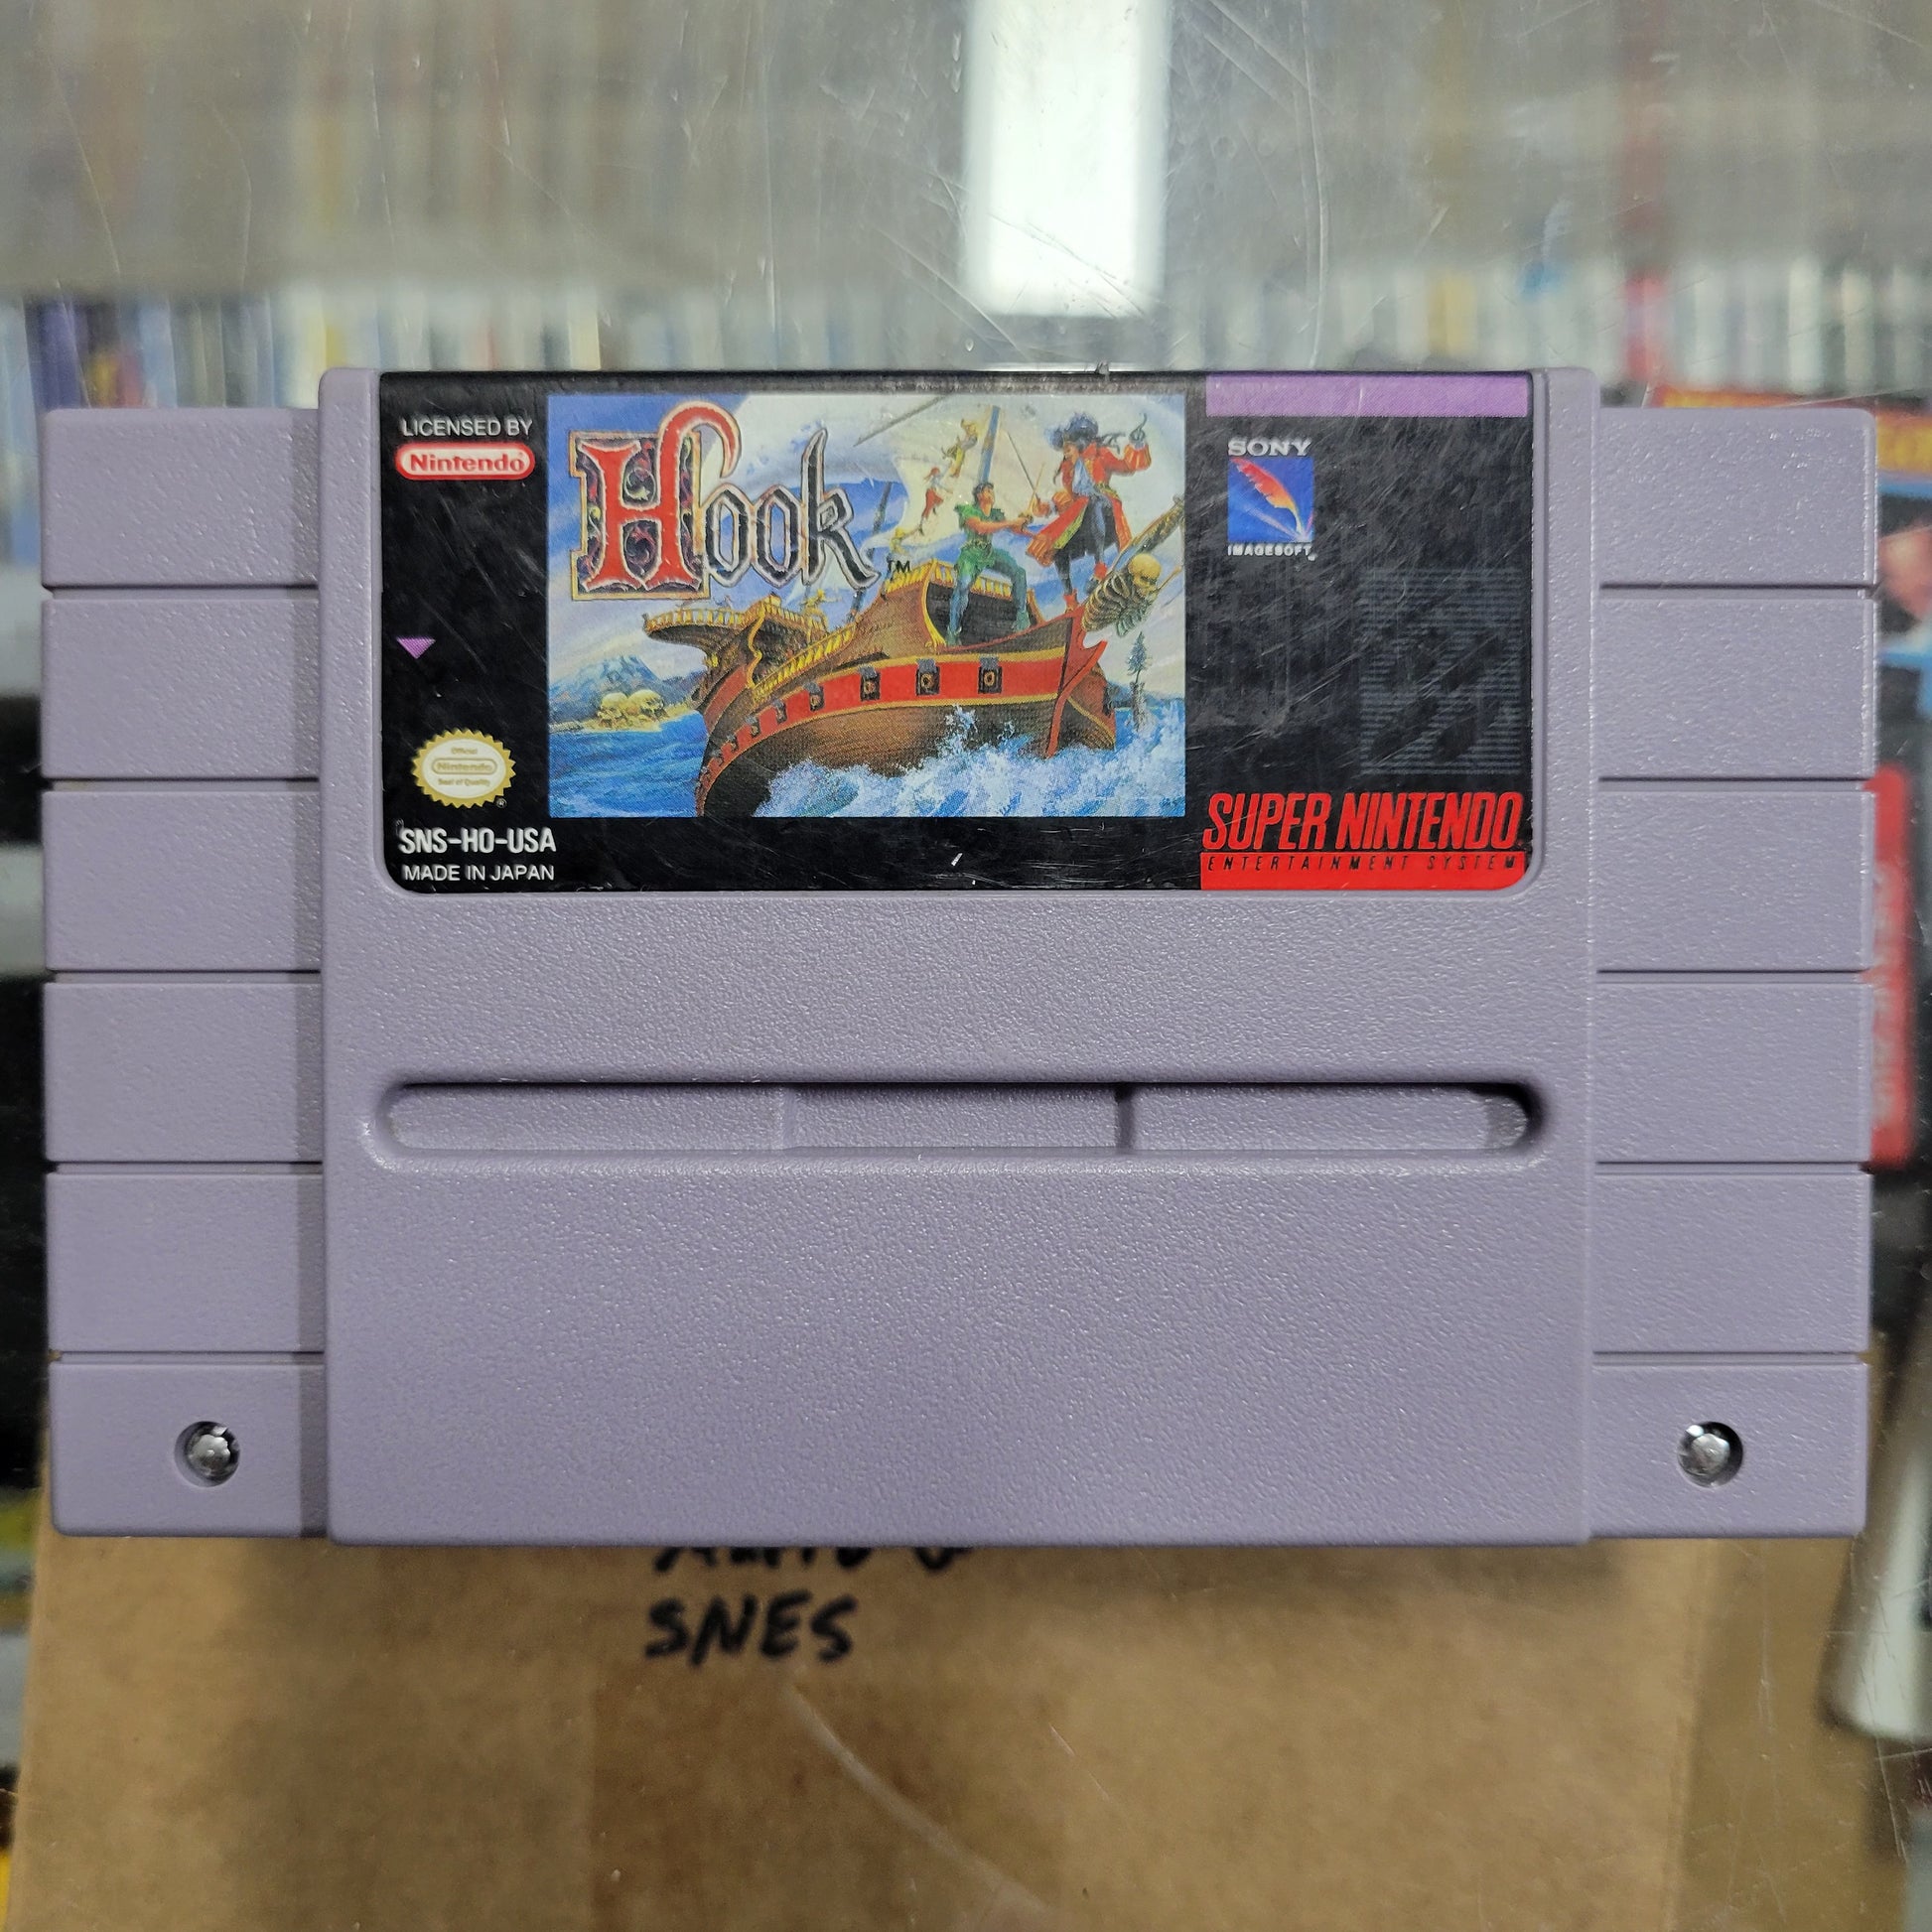 LICENSED BY
Nintendo
Hook
TM
SONY
IMAGESOFT
Official
Nintendo
Seal of Quality
SNS-HO-USA
MADE IN JAPAN
SUPER NINTENDO
ENTERTAINMENT SYSTEM
SNES